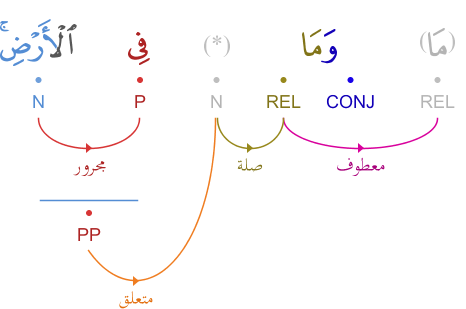 (مَا) وَمَا (*) فِى ٱلْأَرْضِ ۚ
REL CONJ REL N P N
معطوف صلة مجرور
PP
متعلق